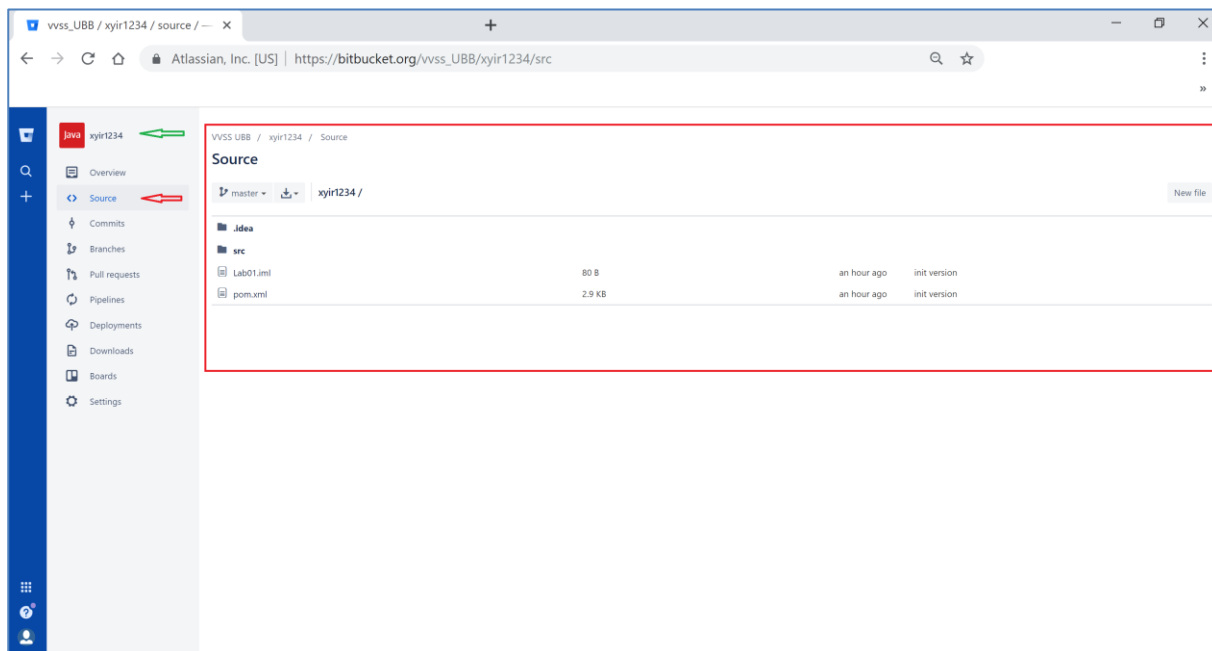 vvss_UBB / xyir1234 / source / —
Atlassian, Inc. [US] | https://bitbucket.org/vvss_UBB/xyir1234/src
»
Java xyir1234
Overview
Source
Commits
Branches
Pull requests
Pipelines
Deployments
Downloads
Boards
Settings
VVSS UBB / xyir1234 / Source
Source
master xyir1234 / New file
.idea
src
Lab01.iml 80 B an hour ago init version
pom.xml 2.9 KB an hour ago init version